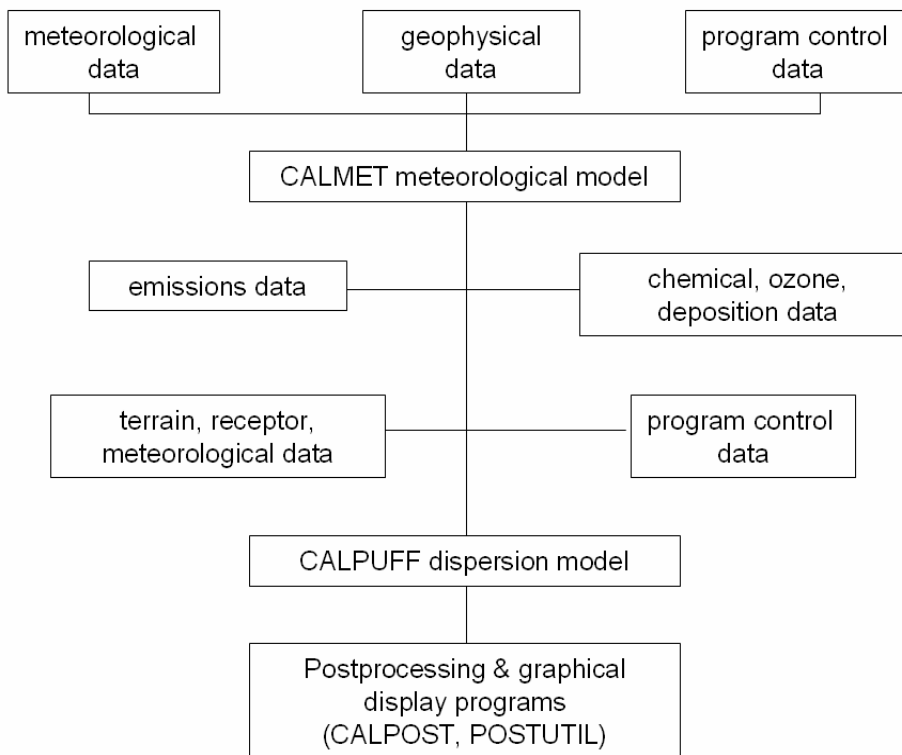 meteorological
data
geophysical
data
program control
data
CALMET meteorological model
emissions data
chemical, ozone,
deposition data
terrain, receptor,
meteorological data
program control
data
CALPUFF dispersion model
Postprocessing & graphical
display programs
(CALPOST, POSTUTIL)